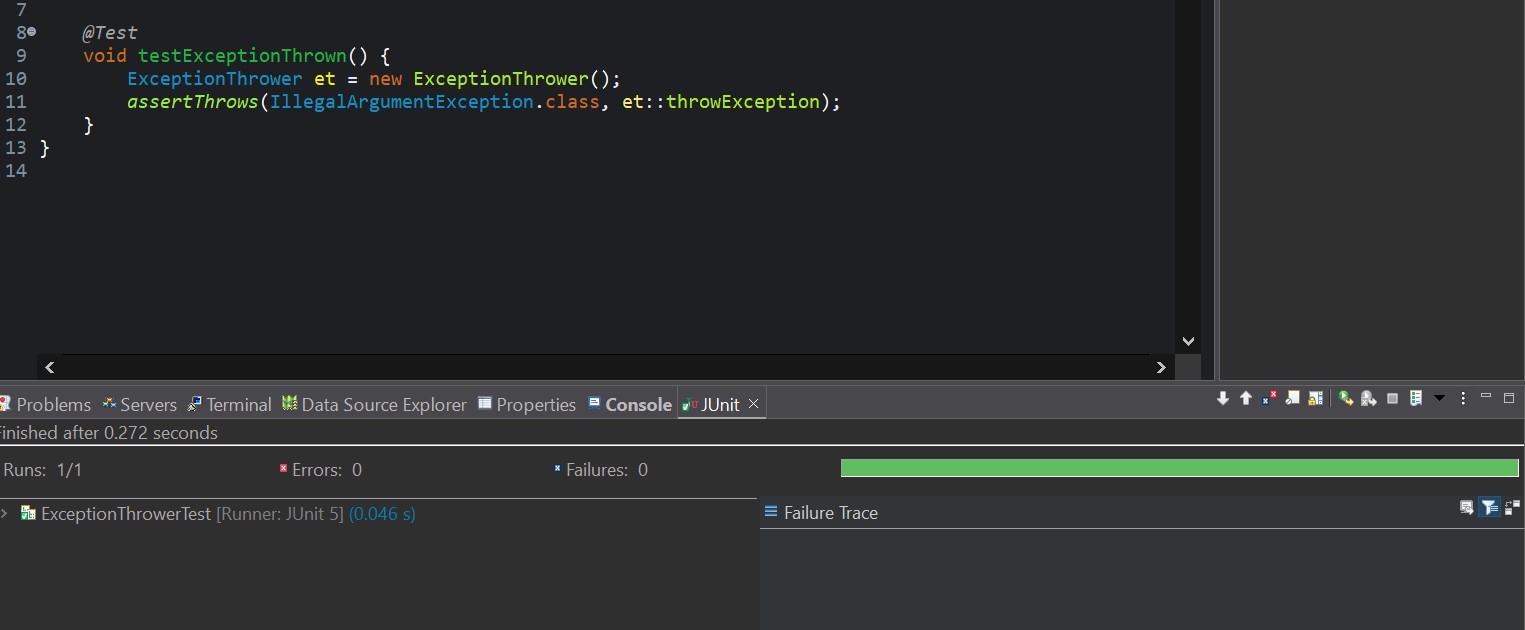 7
8 @Test
9 void testExceptionThrown() {
10 ExceptionThrower et = new ExceptionThrower();
11 assertThrows(IllegalArgumentException.class, et::throwException);
12 }
13 }
14
Problems Servers Terminal Data Source Explorer Properties Console JUnit
inished after 0.272 seconds
Runs: 1/1 Errors: 0 Failures: 0
ExceptionThrowerTest [Runner: JUnit 5] (0.046 s)
Failure Trace